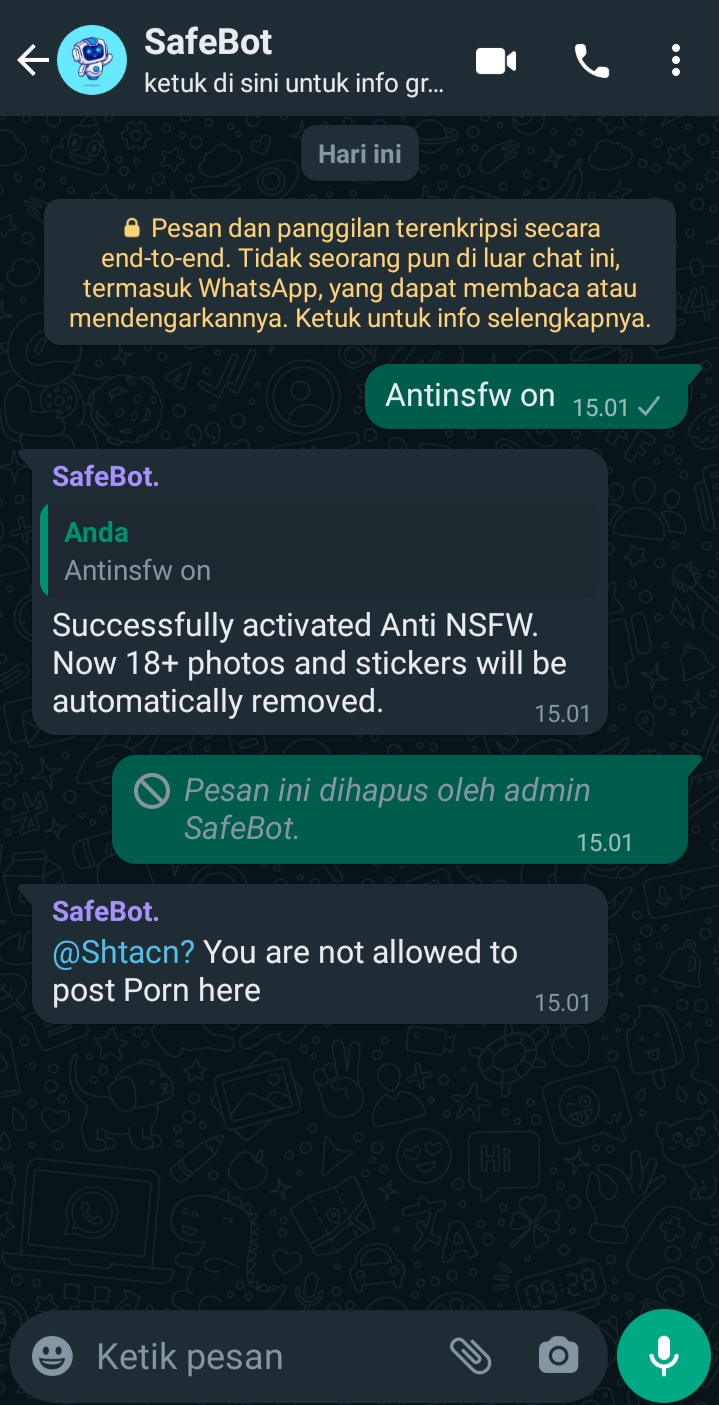 SafeBot
ketuk di sini untuk info gr...
Hari ini
Pesan dan panggilan terenkripsi secara
end-to-end. Tidak seorang pun di luar chat ini,
termasuk WhatsApp, yang dapat membaca atau
mendengarkannya. Ketuk untuk info selengkapnya.
Antinsfw on 15.01
SafeBot.
Anda
Antinsfw on
Successfully activated Anti NSFW.
Now 18+ photos and stickers will be
automatically removed. 15.01
Pesan ini dihapus oleh admin
SafeBot. 15.01
SafeBot.
@Shtacn? You are not allowed to
post Porn here 15.01
Hi
09:28
Ketik pesan